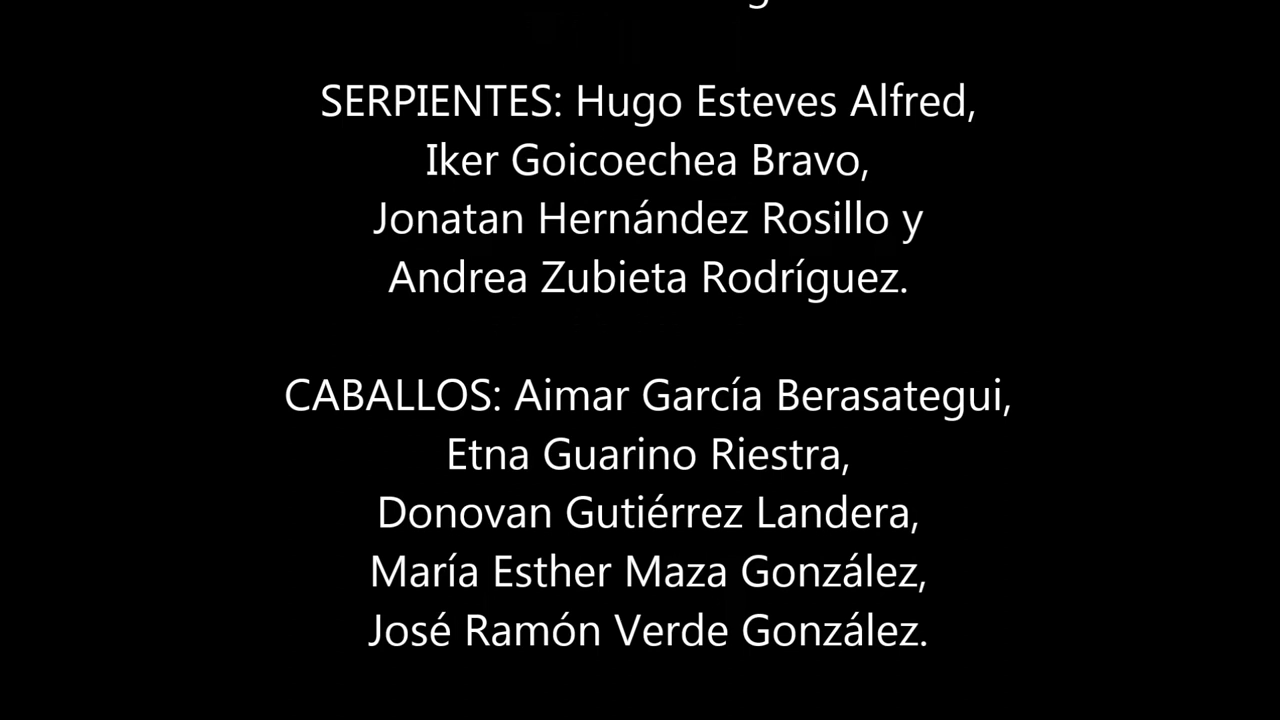 SERPIENTES: Hugo Esteves Alfred,
Iker Goicoechea Bravo,
Jonatan Hernández Rosillo y
Andrea Zubieta Rodríguez.
CABALLOS: Aimar García Berasategui,
Etna Guarino Riestra,
Donovan Gutiérrez Landera,
María Esther Maza González,
José Ramón Verde González.